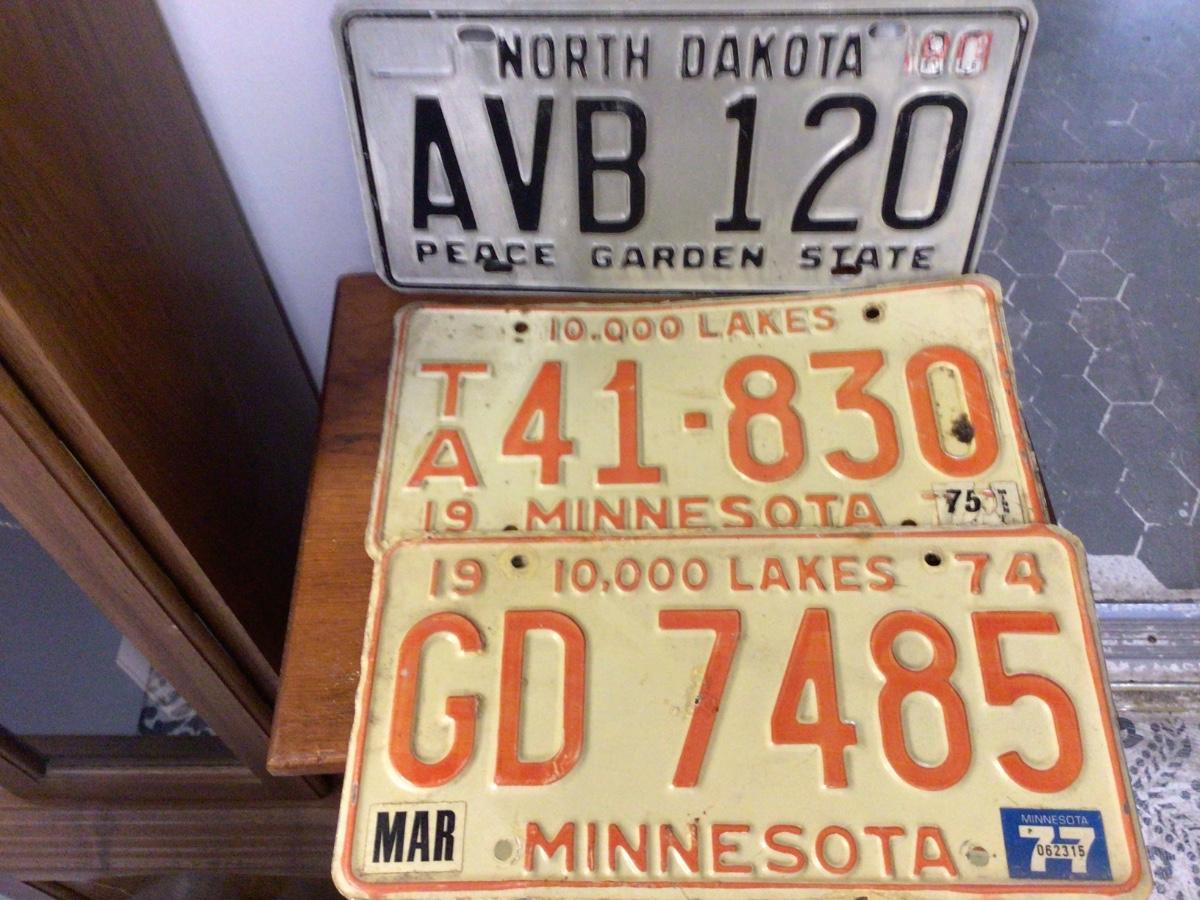 NORTH DAKOTA 80
AVB 120
PEACE GARDEN STATE
10.000 LAKES
TA 41-830
19 MINNESOTA 75
19 10,000 LAKES 74
GD 7485
MAR MINNESOTA MINNESOTA 77 062315